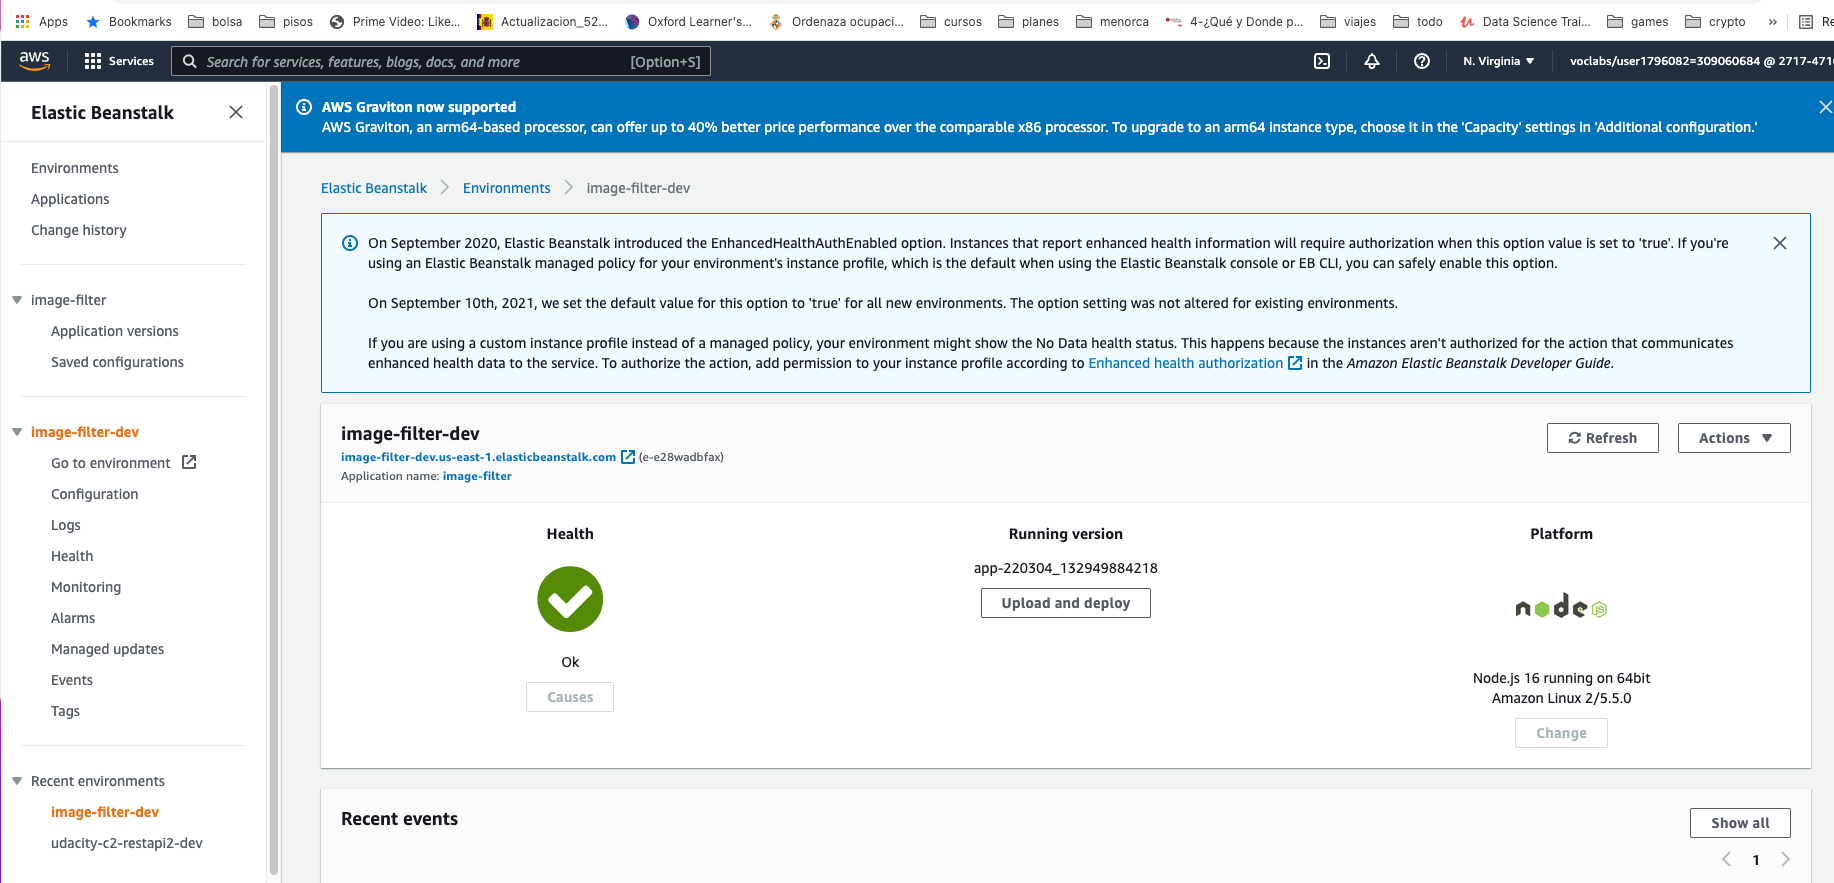 Apps Bookmarks bolsa pisos Prime Video: Like... Actualizacion_52... Oxford Learner's... Ordenaza ocupaci... cursos planes menorca 4-¿Qué y Donde p... viajes todo Data Science Trai... games crypto »
aws Services Search for services, features, blogs, docs, and more [Option+S] N. Virginia ▼ voclabs/user1796082=309060684 @ 2717-471
Elastic Beanstalk
Environments
Applications
Change history
image-filter
Application versions
Saved configurations
image-filter-dev
Go to environment
Configuration
Logs
Health
Monitoring
Alarms
Managed updates
Events
Tags
Recent environments
image-filter-dev
udacity-c2-restapi2-dev
AWS Graviton now supported
AWS Graviton, an arm64-based processor, can offer up to 40% better price performance over the comparable x86 processor. To upgrade to an arm64 instance type, choose it in the 'Capacity' settings in 'Additional configuration.'
Elastic Beanstalk > Environments > image-filter-dev
On September 2020, Elastic Beanstalk introduced the EnhancedHealthAuthEnabled option. Instances that report enhanced health information will require authorization when this option value is set to 'true'. If you're
using an Elastic Beanstalk managed policy for your environment's instance profile, which is the default when using the Elastic Beanstalk console or EB CLI, you can safely enable this option.
On September 10th, 2021, we set the default value for this option to 'true' for all new environments. The option setting was not altered for existing environments.
If you are using a custom instance profile instead of a managed policy, your environment might show the No Data health status. This happens because the instances aren't authorized for the action that communicates
enhanced health data to the service. To authorize the action, add permission to your instance profile according to Enhanced health authorization in the Amazon Elastic Beanstalk Developer Guide.
image-filter-dev
image-filter-dev.us-east-1.elasticbeanstalk.com (e-e28wadbfax)
Application name: image-filter
Refresh
Actions ▼
Health
Ok
Causes
Running version
app-220304_132949884218
Upload and deploy
Platform
node JS
Node.js 16 running on 64bit
Amazon Linux 2/5.5.0
Change
Recent events
Show all
< 1 >